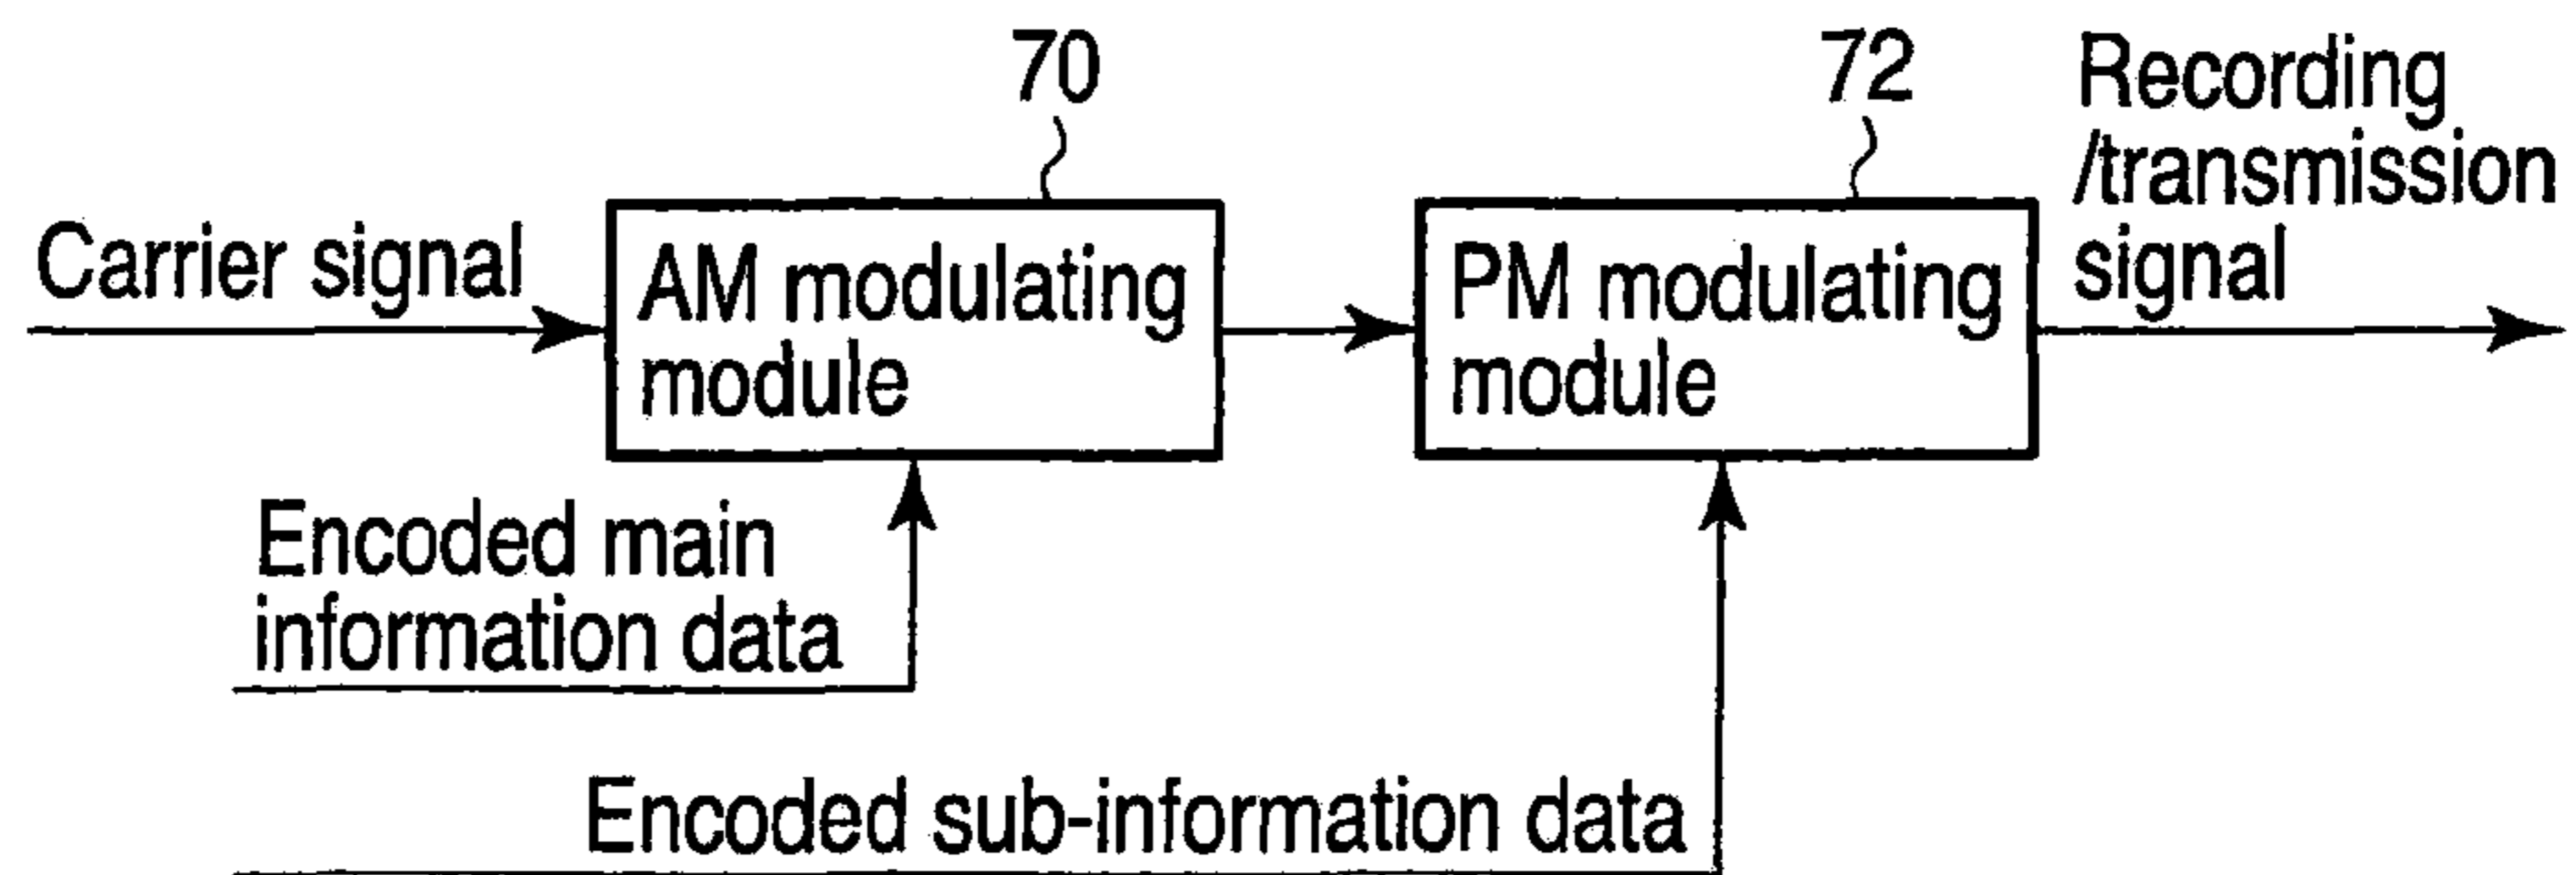 70
72
Recording
/transmission
signal
Carrier signal
AM modulating
module
PM modulating
module
Encoded main
information data
Encoded sub-information data